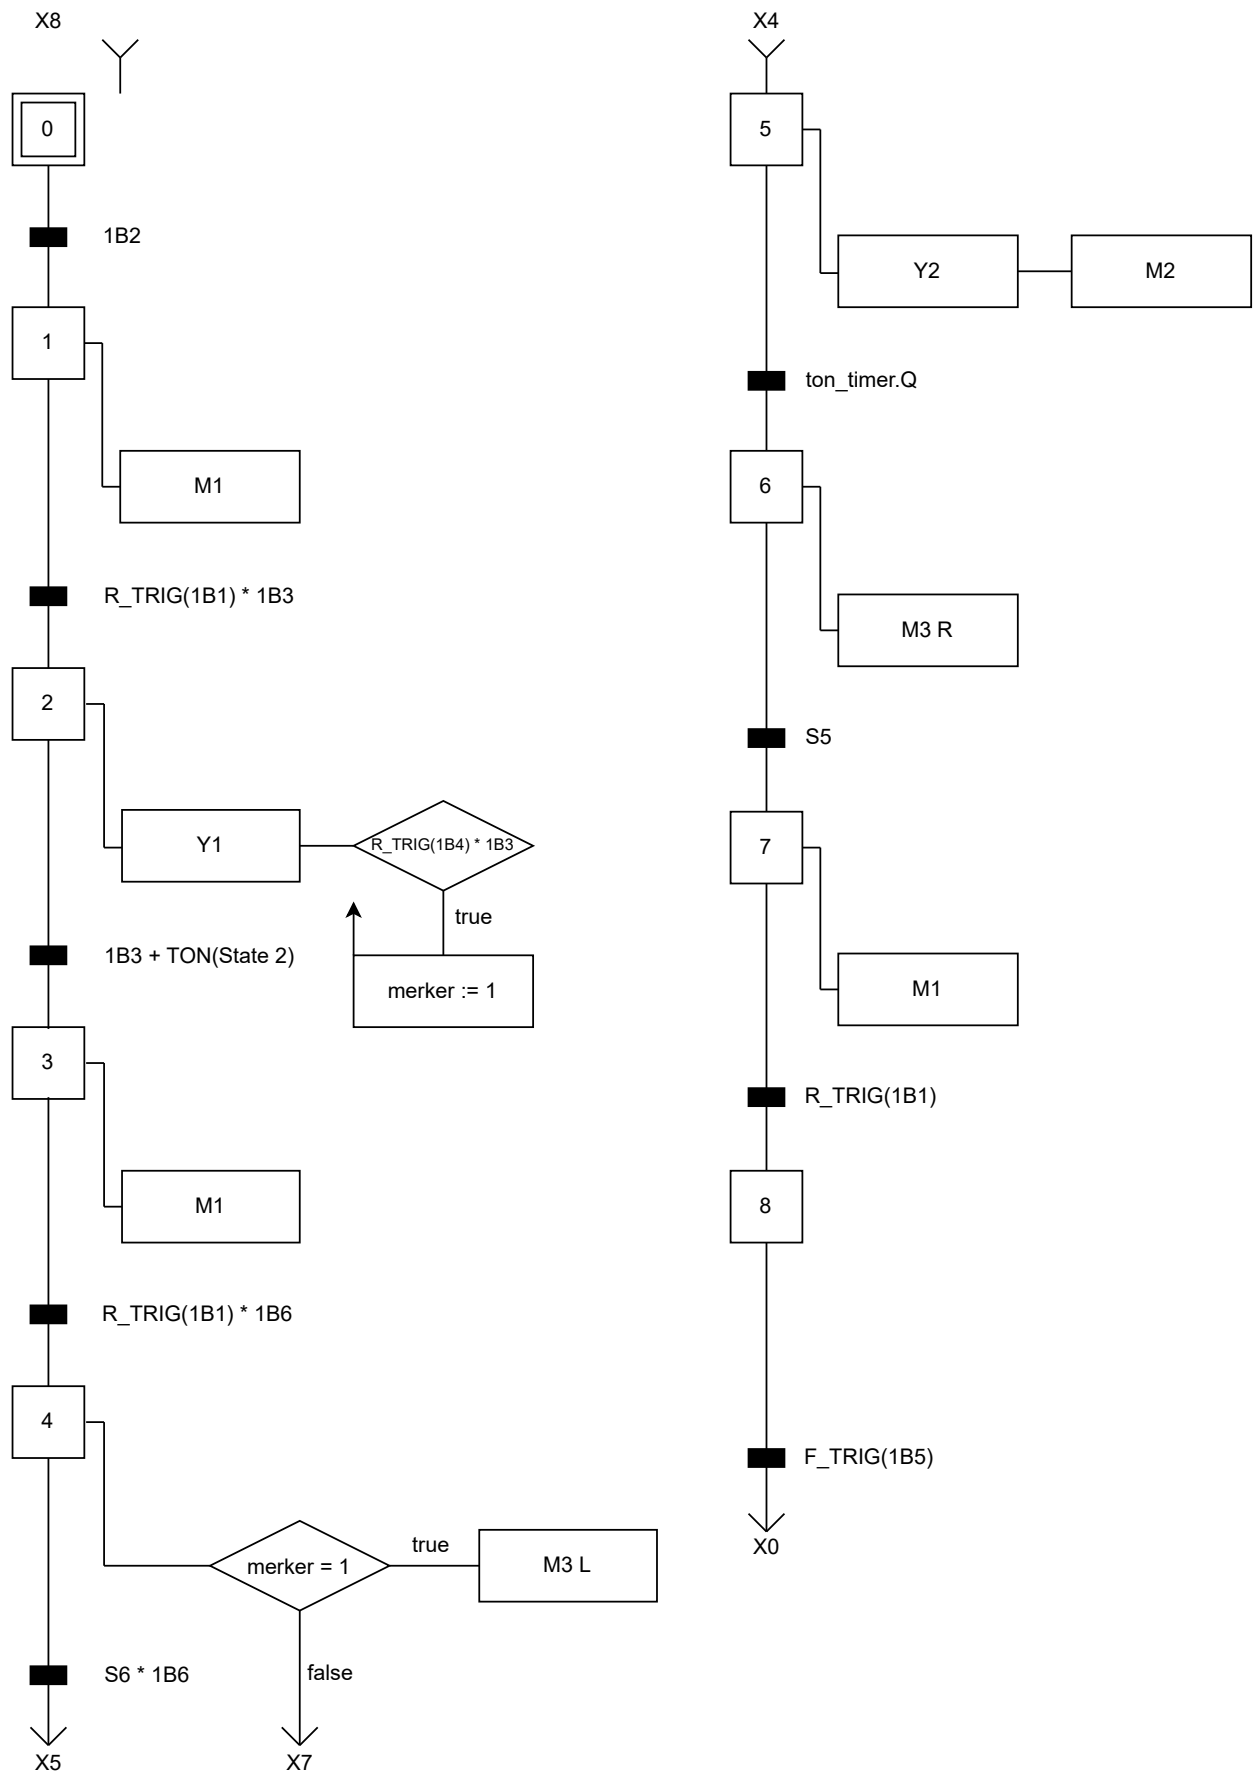 X8
0
1B2
1
M1
R_TRIG(1B1) * 1B3
2
Y1
R_TRIG(1B4) * 1B3
true
merker := 1
1B3 + TON(State 2)
3
M1
R_TRIG(1B1) * 1B6
4
merker = 1
true
M3 L
false
S6 * 1B6
X5
X7
X4
5
Y2
M2
ton_timer.Q
6
M3 R
S5
7
M1
R_TRIG(1B1)
8
F_TRIG(1B5)
X0